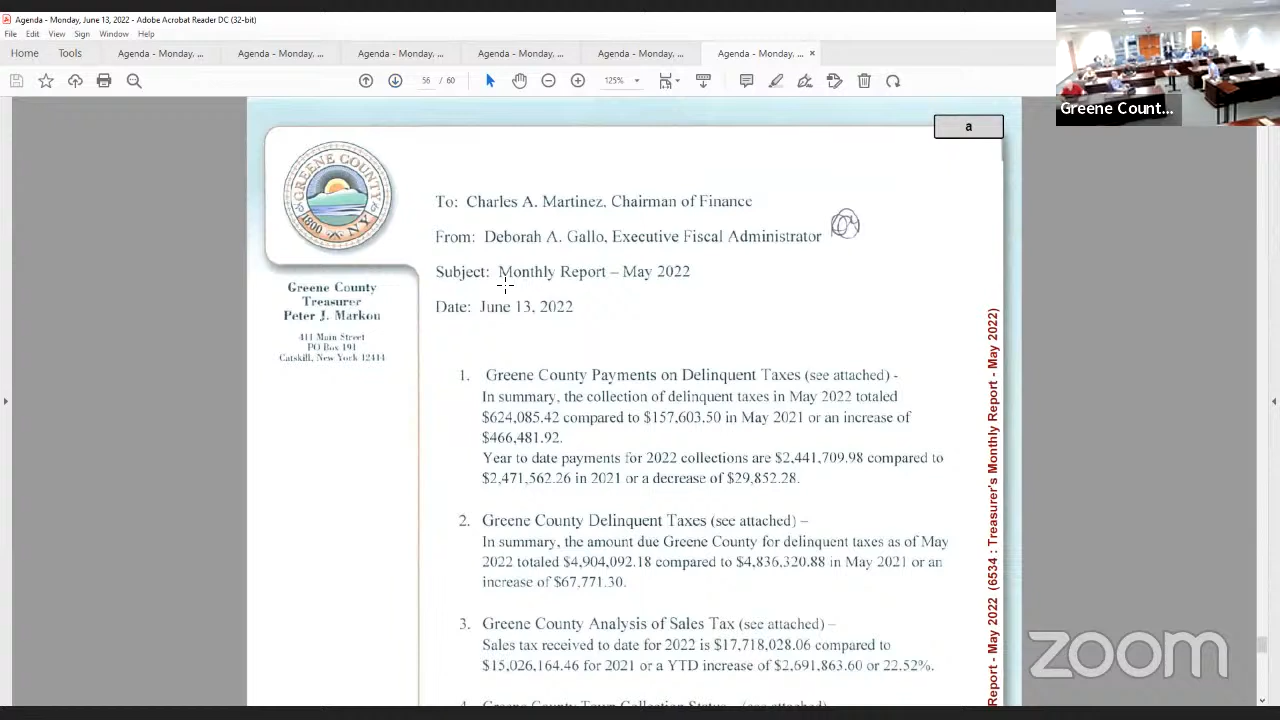 Agenda - Monday, June 13, 2022 - Adobe Acrobat Reader DC (32-bit)
File Edit View Sign Window Help
Home Tools Agenda - Monday, ... Agenda - Monday, ... Agenda - Monday, ... Agenda - Monday, ... Agenda - Monday, ... Agenda - Monday, ... ×
56 / 60 125%
Greene Count...
a
GREENE COUNTY
1800 NY
To: Charles A. Martinez, Chairman of Finance
From: Deborah A. Gallo, Executive Fiscal Administrator
Subject: Monthly Report – May 2022
Date: June 13, 2022
Greene County
Treasurer
Peter J. Markou
411 Main Street
PO Box 191
Catskill, New York 12414
1. Greene County Payments on Delinquent Taxes (see attached) -
In summary, the collection of delinquent taxes in May 2022 totaled
$624,085.42 compared to $157,603.50 in May 2021 or an increase of
$466,481.92.
Year to date payments for 2022 collections are $2,441,709.98 compared to
$2,471,562.26 in 2021 or a decrease of $29,852.28.
2. Greene County Delinquent Taxes (see attached) –
In summary, the amount due Greene County for delinquent taxes as of May
2022 totaled $4,904,092.18 compared to $4,836,320.88 in May 2021 or an
increase of $67,771.30.
3. Greene County Analysis of Sales Tax (see attached) –
Sales tax received to date for 2022 is $17,718,028.06 compared to
$15,026,164.46 for 2021 or a YTD increase of $2,691,863.60 or 22.52%.
4. Greene County Town Collection Status (see attached)
Report - May 2022 (6534 : Treasurer's Monthly Report - May 2022)
zoom